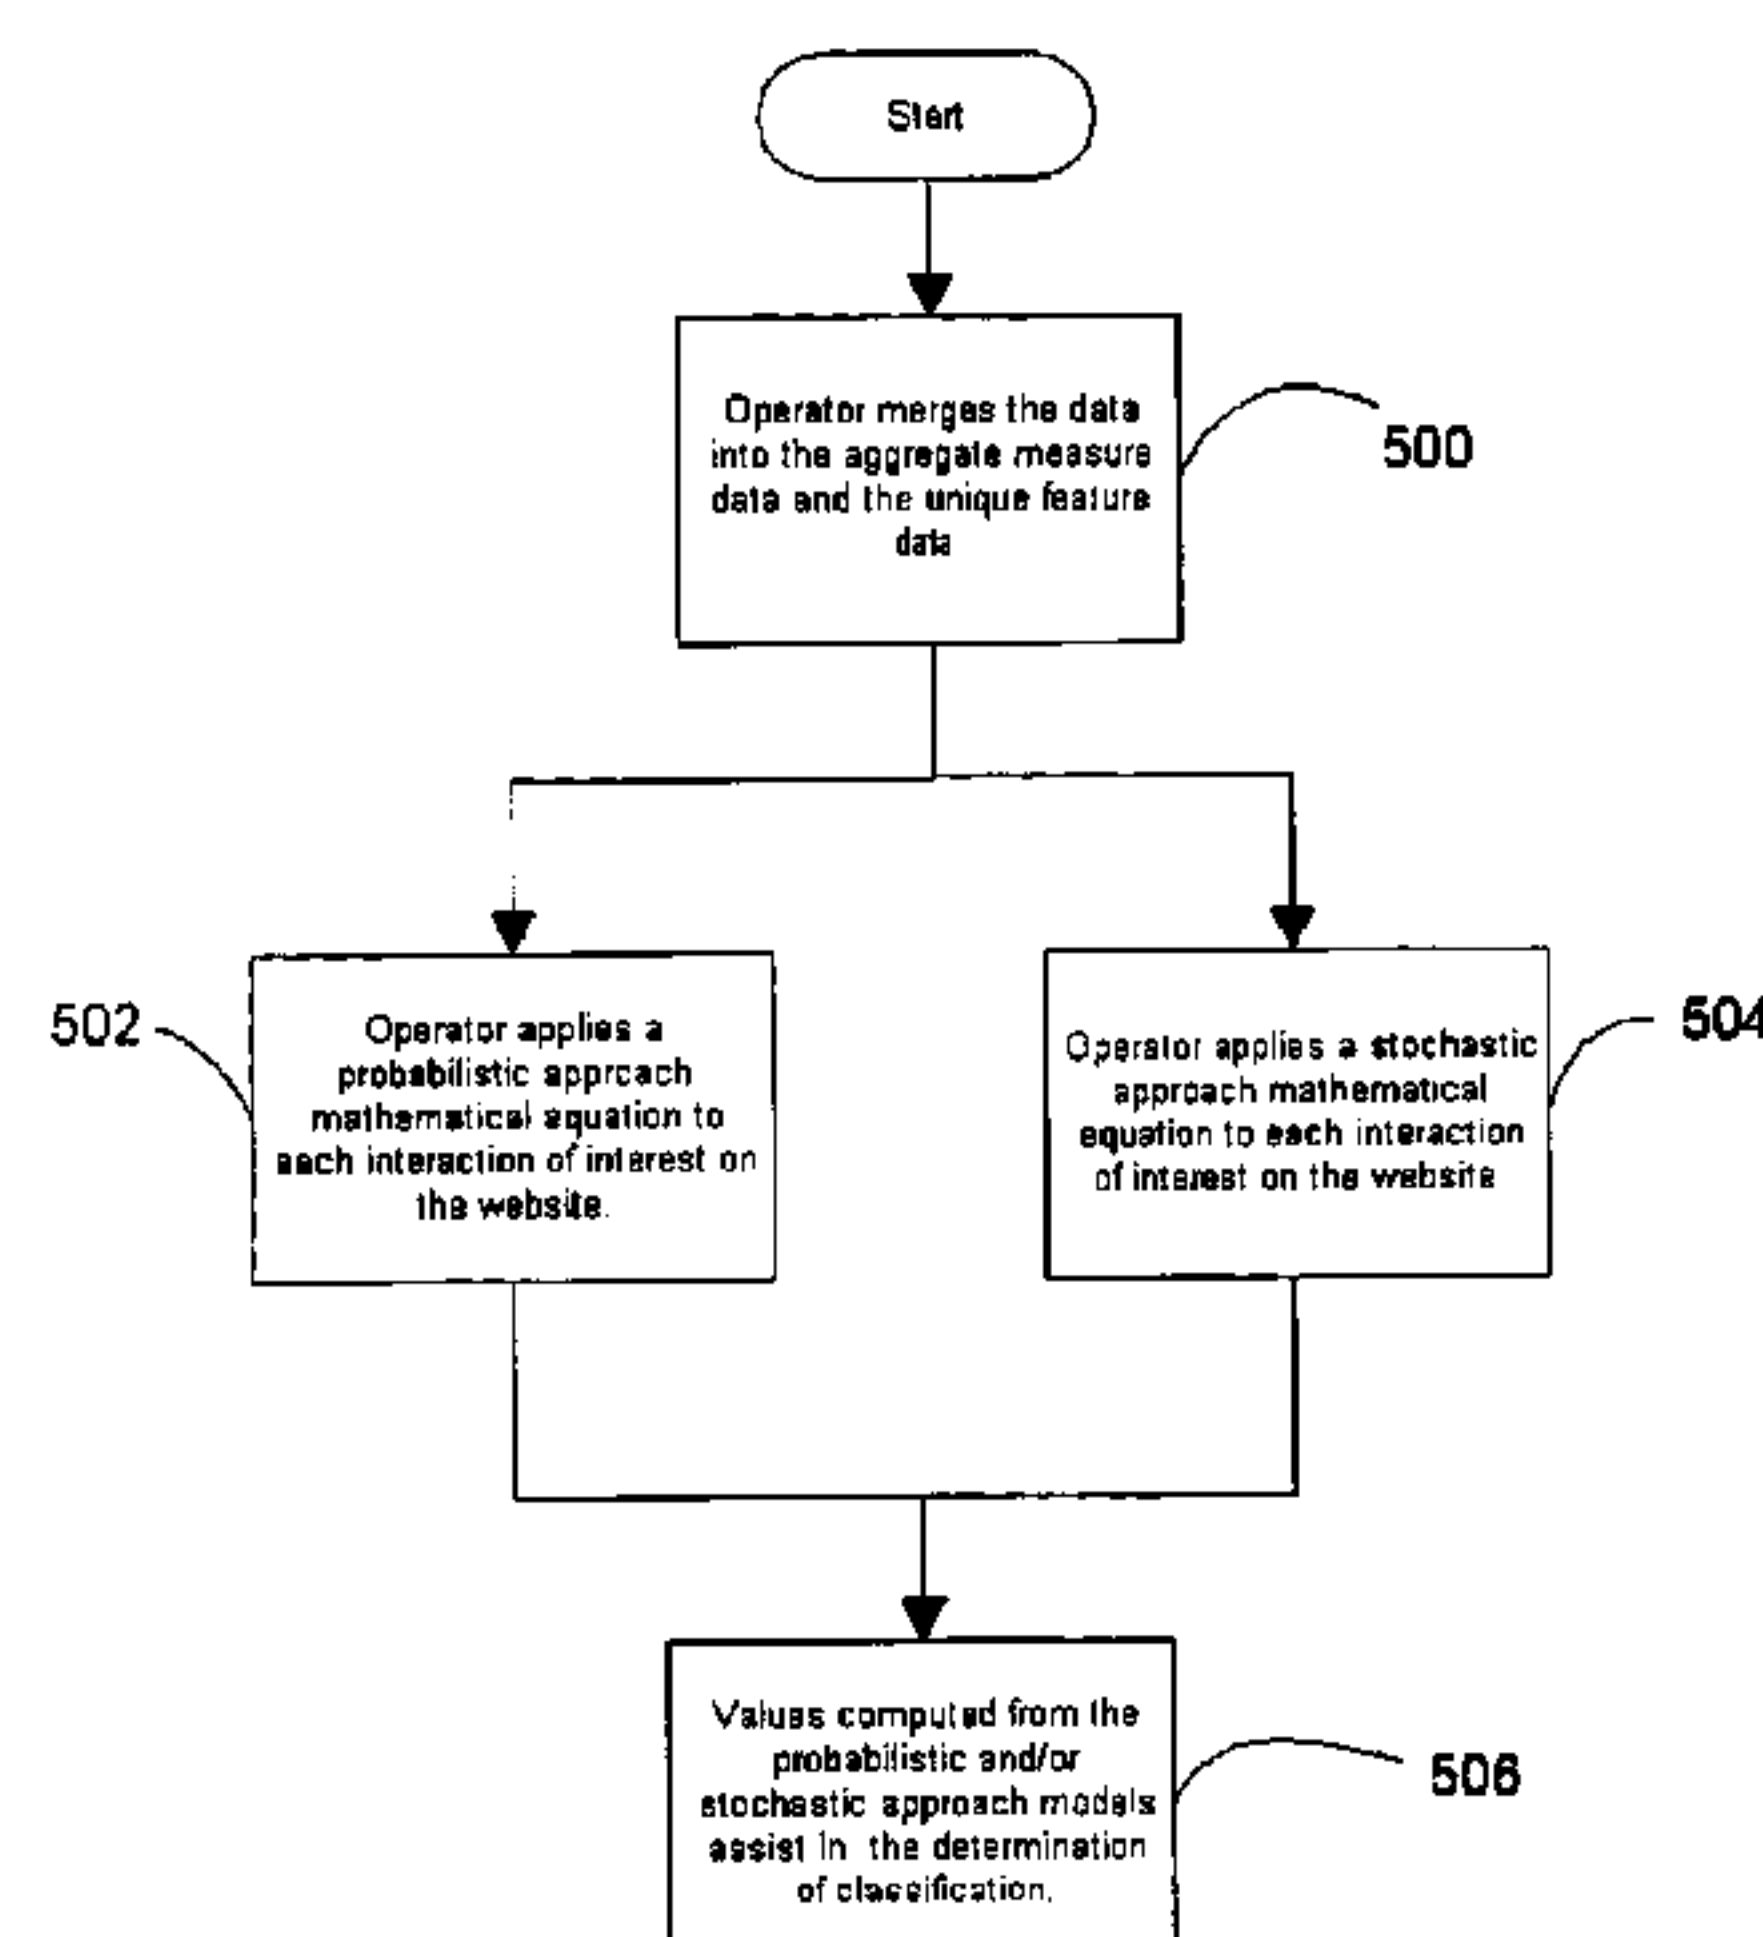 Start
Operator merges the data
into the aggregate measure
data and the unique feature
data
500
502
Operator applies a
probabilistic approach
mathematical equation to
each interaction of interest on
the website.
Operator applies a stochastic
approach mathematical
equation to each interaction
of interest on the website
504
Values computed from the
probabilistic and/or
stochastic approach models
assist in the determination
of classification.
506